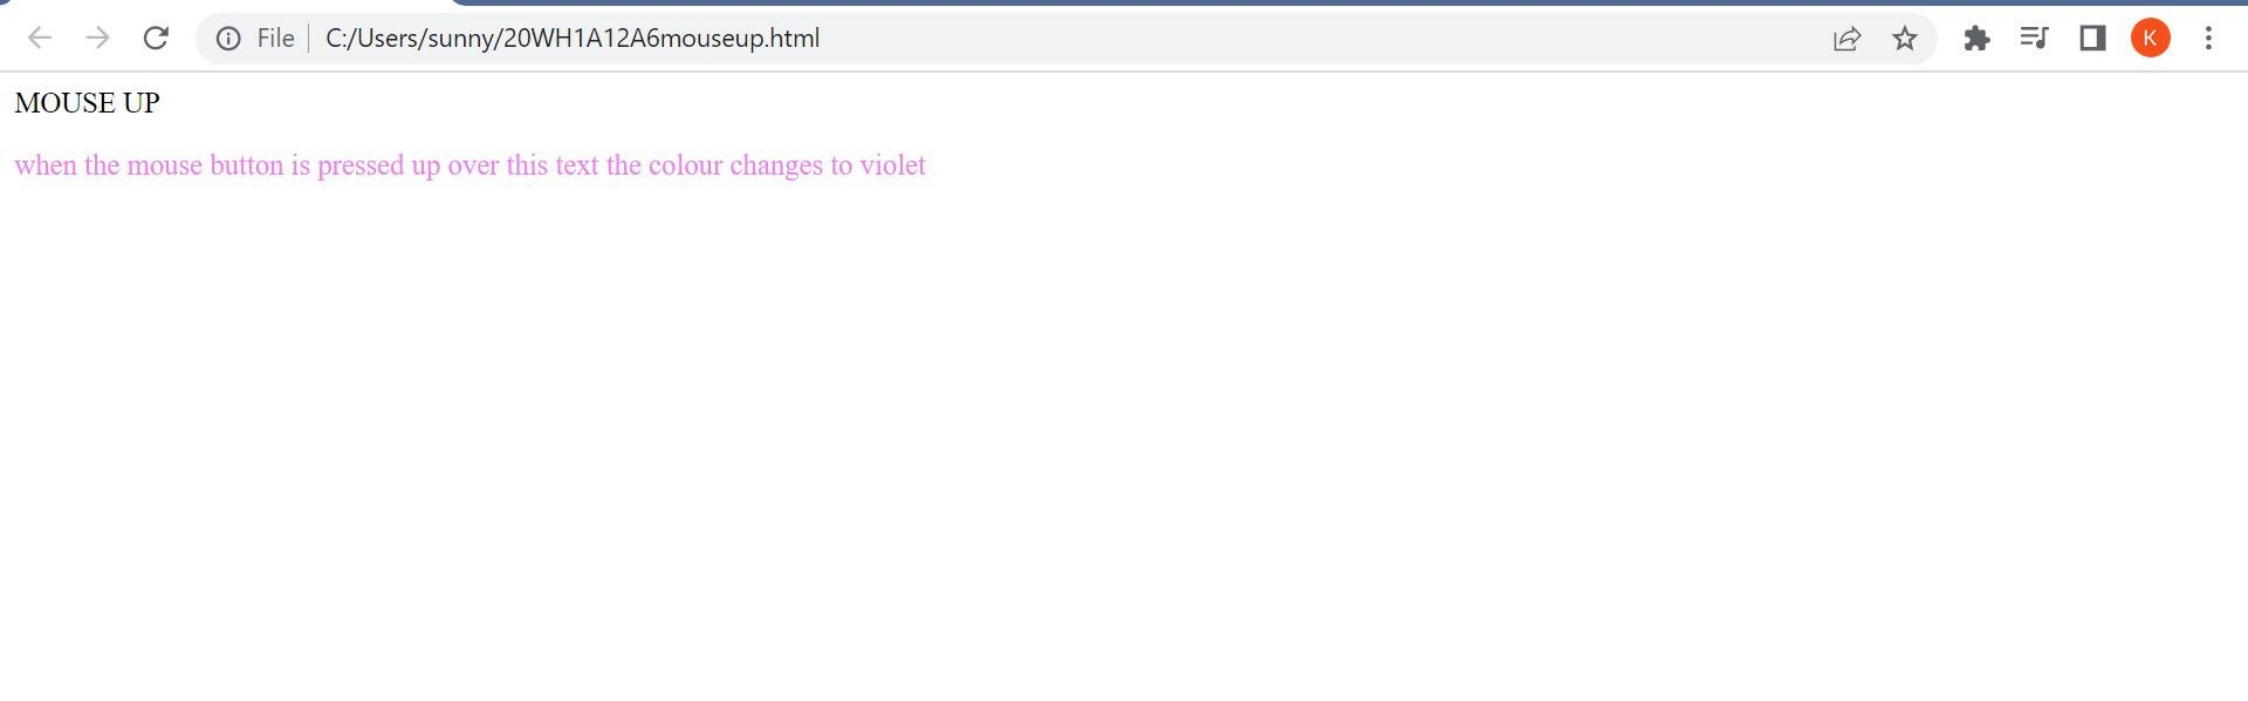 File C:/Users/sunny/20WH1A12A6mouseup.html
K
MOUSE UP
when the mouse button is pressed up over this text the colour changes to violet